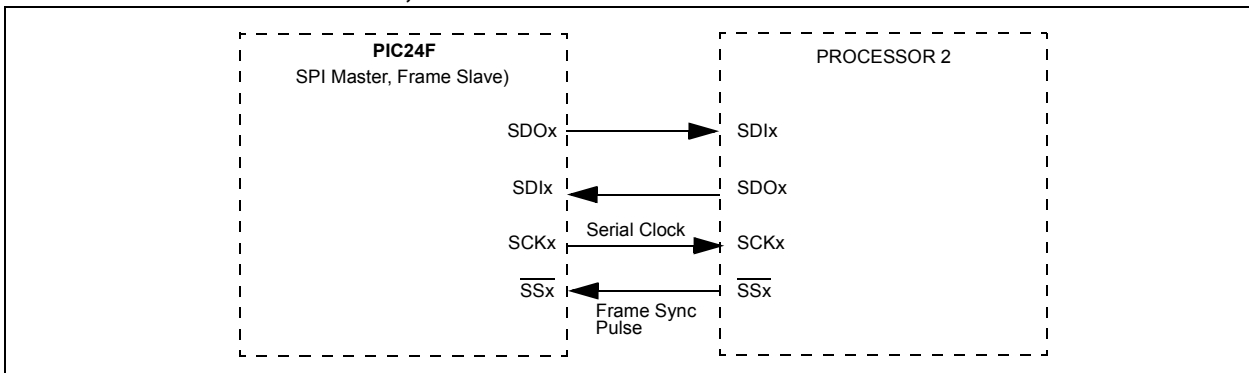 PIC24F
SPI Master, Frame Slave)
PROCESSOR 2
SDOx
SDIx
SDIx
SDOx
SCKx
Serial Clock
SCKx
SSx
SSx
Frame Sync
Pulse